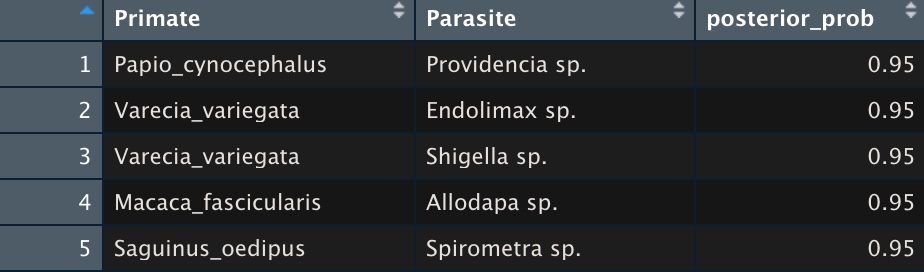 Primate Parasite posterior_prob
1 Papio_cynocephalus Providencia sp. 0.95
2 Varecia_variegata Endolimax sp. 0.95
3 Varecia_variegata Shigella sp. 0.95
4 Macaca_fascicularis Allodapa sp. 0.95
5 Saguinus_oedipus Spirometra sp. 0.95